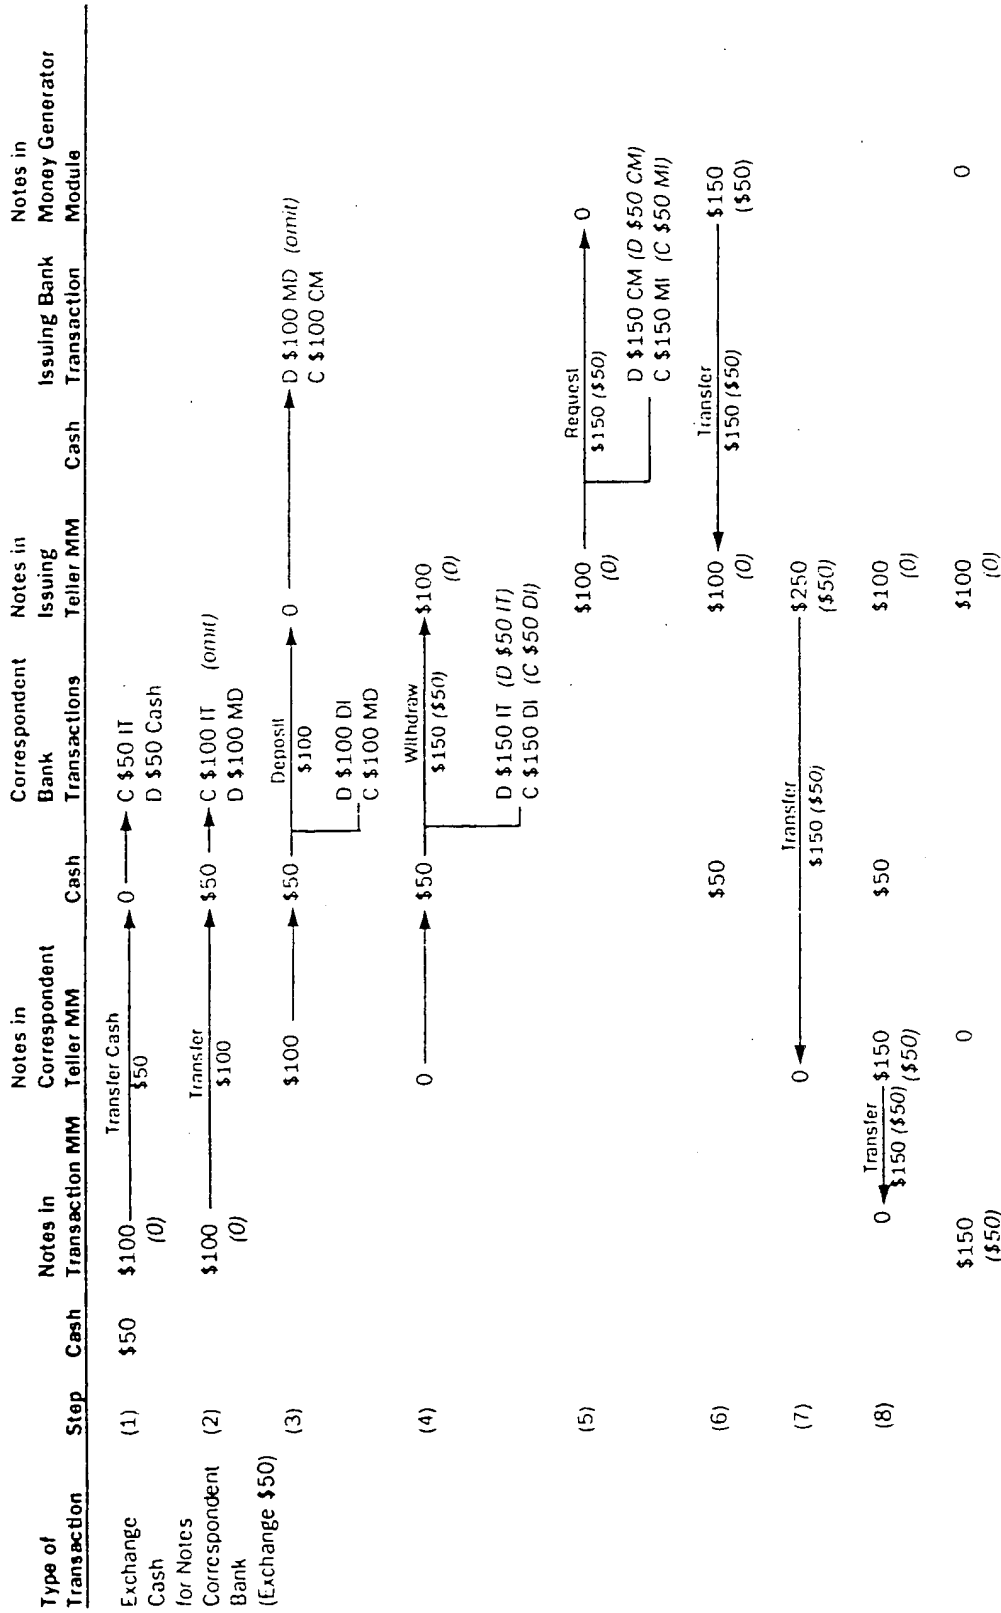 Type of Transaction Step Cash Notes in Transaction MM Notes in Correspondent Teller MM Cash Correspondent Bank Transactions Notes in Issuing Teller MM Cash Issuing Bank Transaction Notes in Money Generator Module
Exchange Cash for Notes Correspondent Bank (Exchange $50)
(1) $50 $100 (0) Transfer Cash $50 0 C $50 IT D $50 Cash
(2) $100 (0) Transfer $100 $50 C $100 IT (omit) D $100 MD
(3) $100 $50 Deposit $100 D $100 DI C $100 MD 0 D $100 MD (omit) C $100 CM
(4) 0 $50 Withdraw $150 ($50) D $150 IT (D $50 IT) C $150 DI (C $50 DI) $100 (0)
(5) $100 (0) Request $150 ($50) D $150 CM (D $50 CM) C $150 MI (C $50 MI) 0
(6) $50 $100 (0) Transfer $150 ($50) $150 ($50)
(7) 0 Transfer $150 ($50) $250 ($50)
(8) 0 Transfer $150 ($50) $150 ($50) $50 $100 (0)
$150 ($50) 0 $100 (0) 0